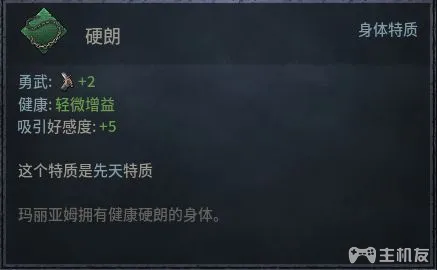 硬朗
身体特质
勇武: +2
健康: 轻微增益
吸引好感度: +5
这个特质是先天特质
玛丽亚姆拥有健康硬朗的身体。
主机友